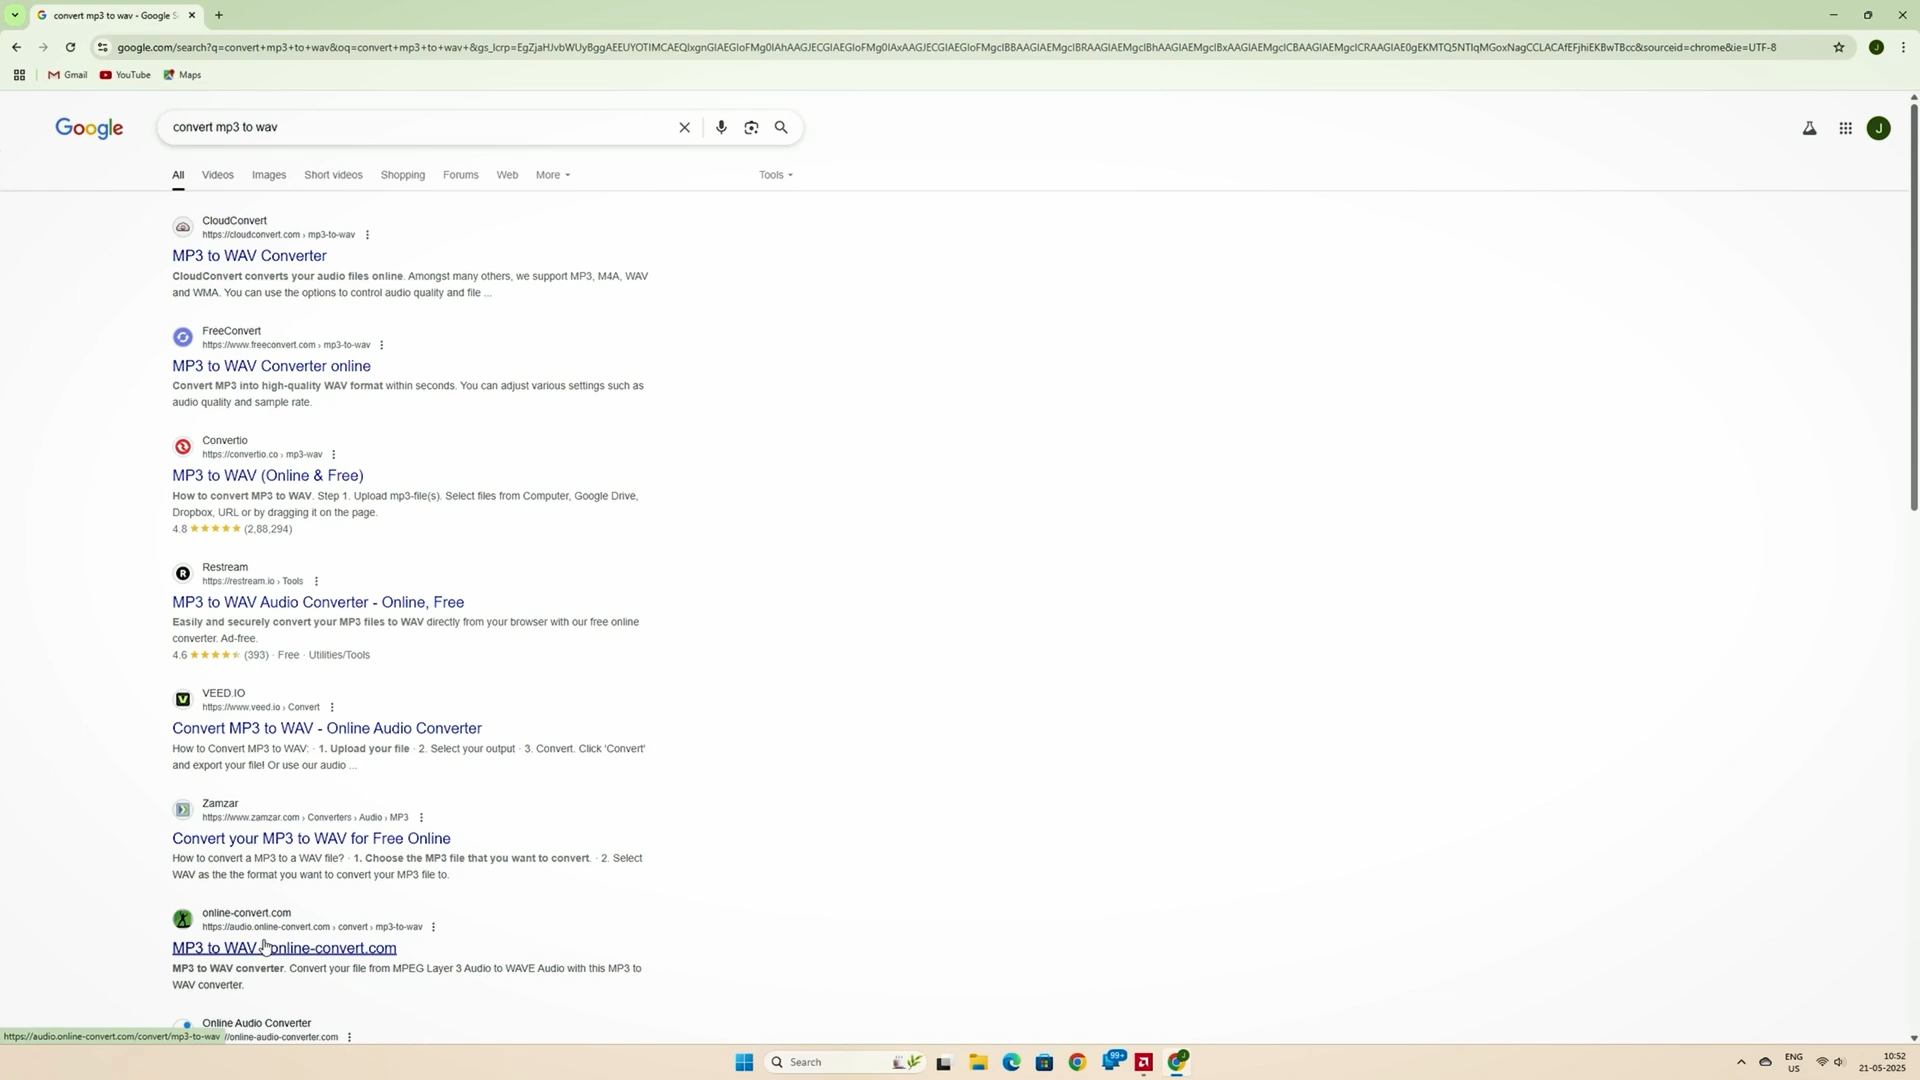 convert mp3 to wav - Google S
google.com/search?q=convert+mp3+to+wav&oq=convert+mp3+to+wav+&gs_lcrp=EgZjaHJvbWUyBggAEEUYOTIMCAEQIxgnGIAEGIoFMg0IAhAAGJECGIAEGIoFMg0IAxAAGJECGIAEGIoFMgcIBBAAGIAEMgcIBRAAGIAEMgcIBhAAGIAEMgcIBxAAGIAEMgcICBAAGIAEMgcICRAAGIAE0gEKMTQ5NTlqMGoxNagCCLACAfEFjhiEKBwTBcc&sourceid=chrome&ie=UTF-8
J
Gmail YouTube Maps
Google
convert mp3 to wav
J
All Videos Images Short videos Shopping Forums Web More Tools
CloudConvert
https://cloudconvert.com › mp3-to-wav
MP3 to WAV Converter
CloudConvert converts your audio files online. Amongst many others, we support MP3, M4A, WAV
and WMA. You can use the options to control audio quality and file ...
FreeConvert
https://www.freeconvert.com › mp3-to-wav
MP3 to WAV Converter online
Convert MP3 into high-quality WAV format within seconds. You can adjust various settings such as
audio quality and sample rate.
Convertio
https://convertio.co › mp3-wav
MP3 to WAV (Online & Free)
How to convert MP3 to WAV. Step 1. Upload mp3-file(s). Select files from Computer, Google Drive,
Dropbox, URL or by dragging it on the page.
4.8 ★★★★★ (2,88,294)
R
Restream
https://restream.io › Tools
MP3 to WAV Audio Converter - Online, Free
Easily and securely convert your MP3 files to WAV directly from your browser with our free online
converter. Ad-free.
4.6 (393) · Free · Utilities/Tools
V
VEED.IO
https://www.veed.io › Convert
Convert MP3 to WAV - Online Audio Converter
How to Convert MP3 to WAV: · 1. Upload your file · 2. Select your output · 3. Convert. Click 'Convert'
and export your file! Or use our audio ...
Zamzar
https://www.zamzar.com › Converters › Audio › MP3
Convert your MP3 to WAV for Free Online
How to convert a MP3 to a WAV file? · 1. Choose the MP3 file that you want to convert. · 2. Select
WAV as the the format you want to convert your MP3 file to.
online-convert.com
https://audio.online-convert.com › convert › mp3-to-wav
MP3 to WAV online-convert.com
MP3 to WAV converter. Convert your file from MPEG Layer 3 Audio to WAVE Audio with this MP3 to
WAV converter.
Online Audio Converter
https://audio.online-convert.com/convert/mp3-to-wav //online-audio-converter.com
Search
99+
J
ENG
US
10:52
21-05-2025